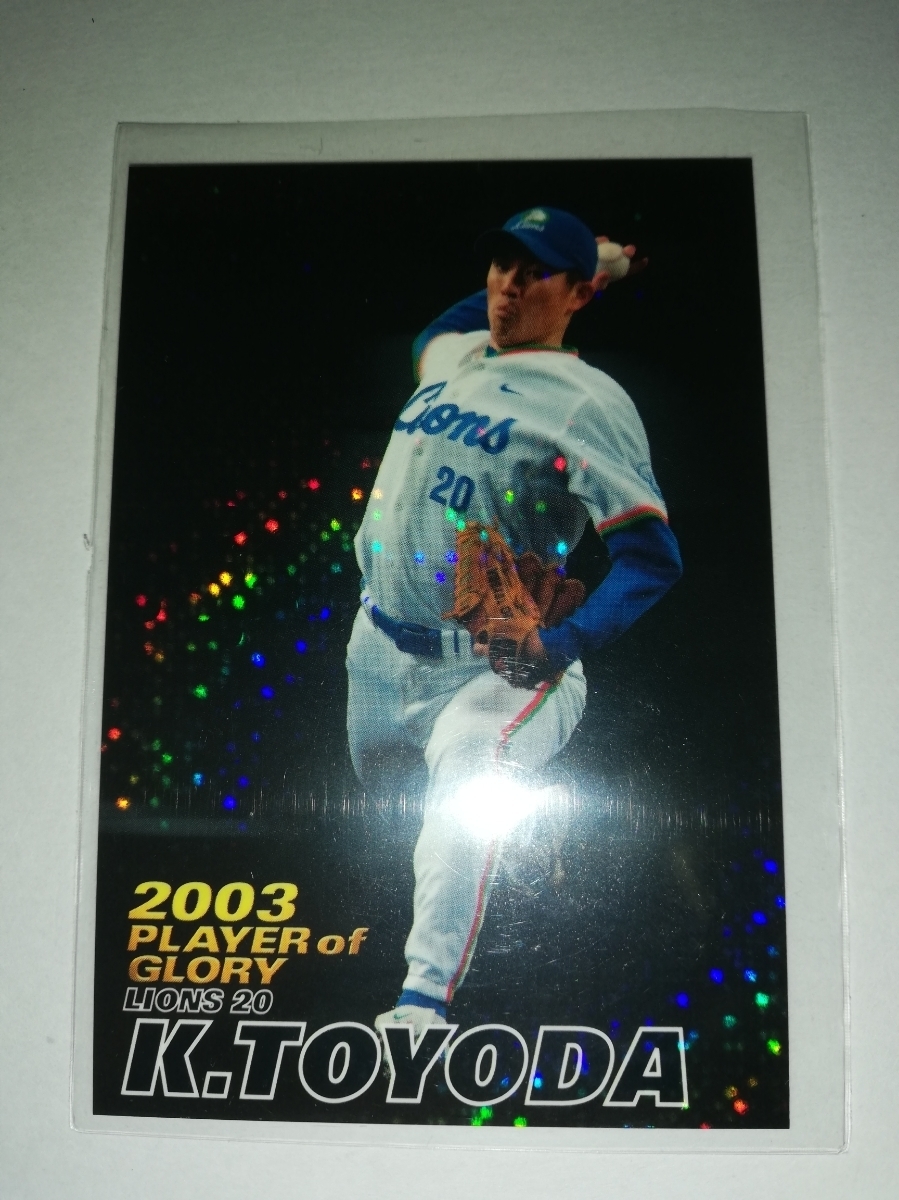 Lions
20
2003
PLAYER of
GLORY
LIONS 20
K.TOYODA